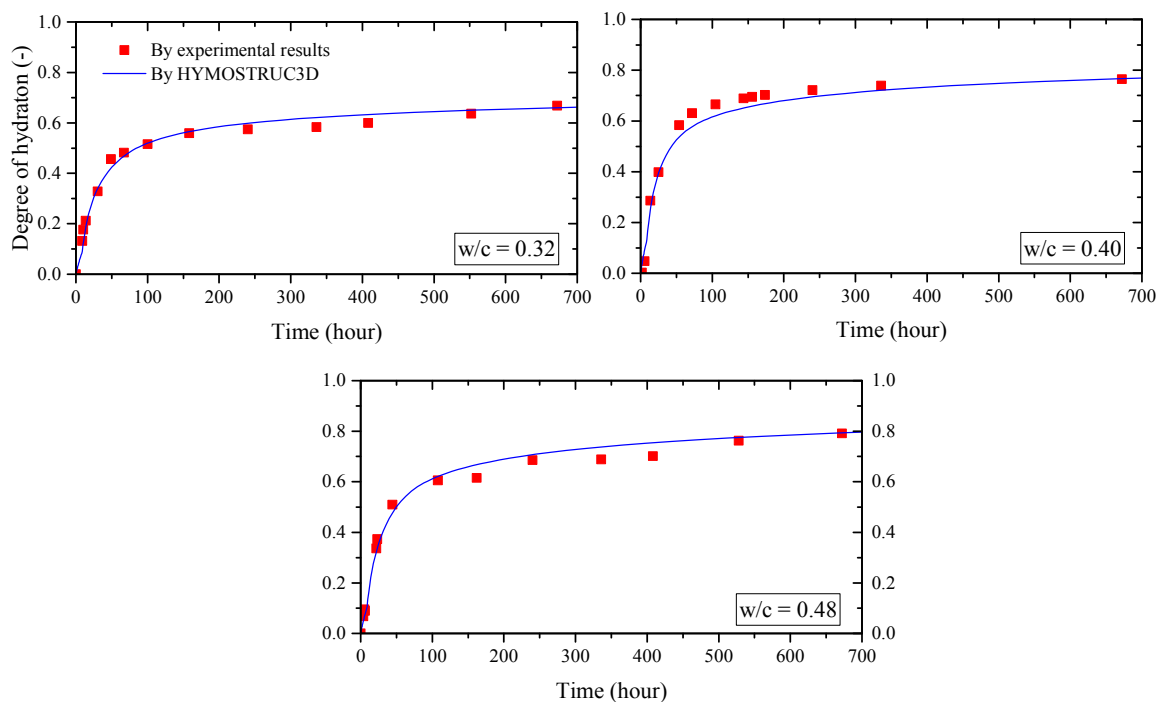 1.0
0.8
0.6
0.4
0.2
0.0
Degree of hydraton (-)
By experimental results
By HYMOSTRUC3D
w/c = 0.32
0 100 200 300 400 500 600 700
Time (hour)
1.0
0.8
0.6
0.4
0.2
0.0
w/c = 0.40
0 100 200 300 400 500 600 700
Time (hour)
1.0
0.8
0.6
0.4
0.2
0.0
w/c = 0.48
1.0
0.8
0.6
0.4
0.2
0.0
0 100 200 300 400 500 600 700
Time (hour)